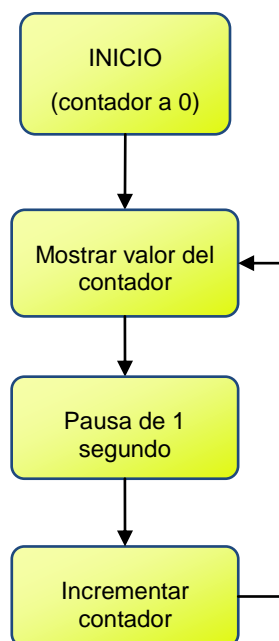 INICIO
(contador a 0)
Mostrar valor del
contador
Pausa de 1
segundo
Incrementar
contador